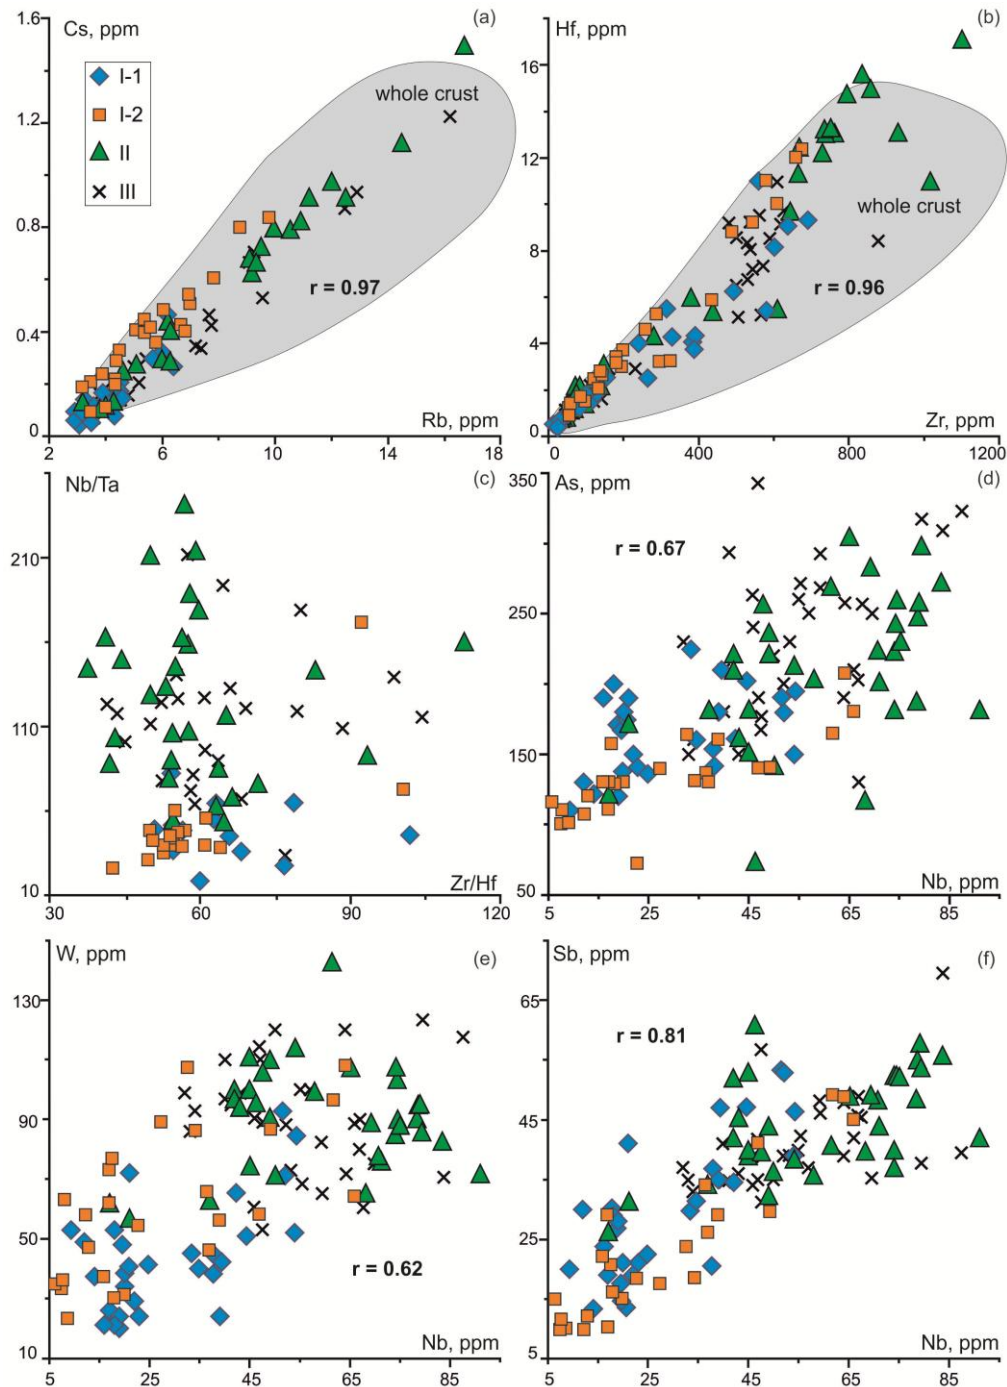 (a)
Cs, ppm
1.6
1.2
0.8
0.4
0
I-1
I-2
II
III
whole crust
r = 0.97
Rb, ppm
2
6
10
14
18
(b)
Hf, ppm
16
12
8
4
0
whole crust
r = 0.96
Zr, ppm
0
400
800
1200
(c)
Nb/Ta
210
110
10
Zr/Hf
30
60
90
120
(d)
As, ppm
350
250
150
50
r = 0.67
Nb, ppm
5
25
45
65
85
(e)
W, ppm
130
90
50
10
r = 0.62
Nb, ppm
5
25
45
65
85
(f)
Sb, ppm
65
45
25
5
r = 0.81
Nb, ppm
5
25
45
65
85